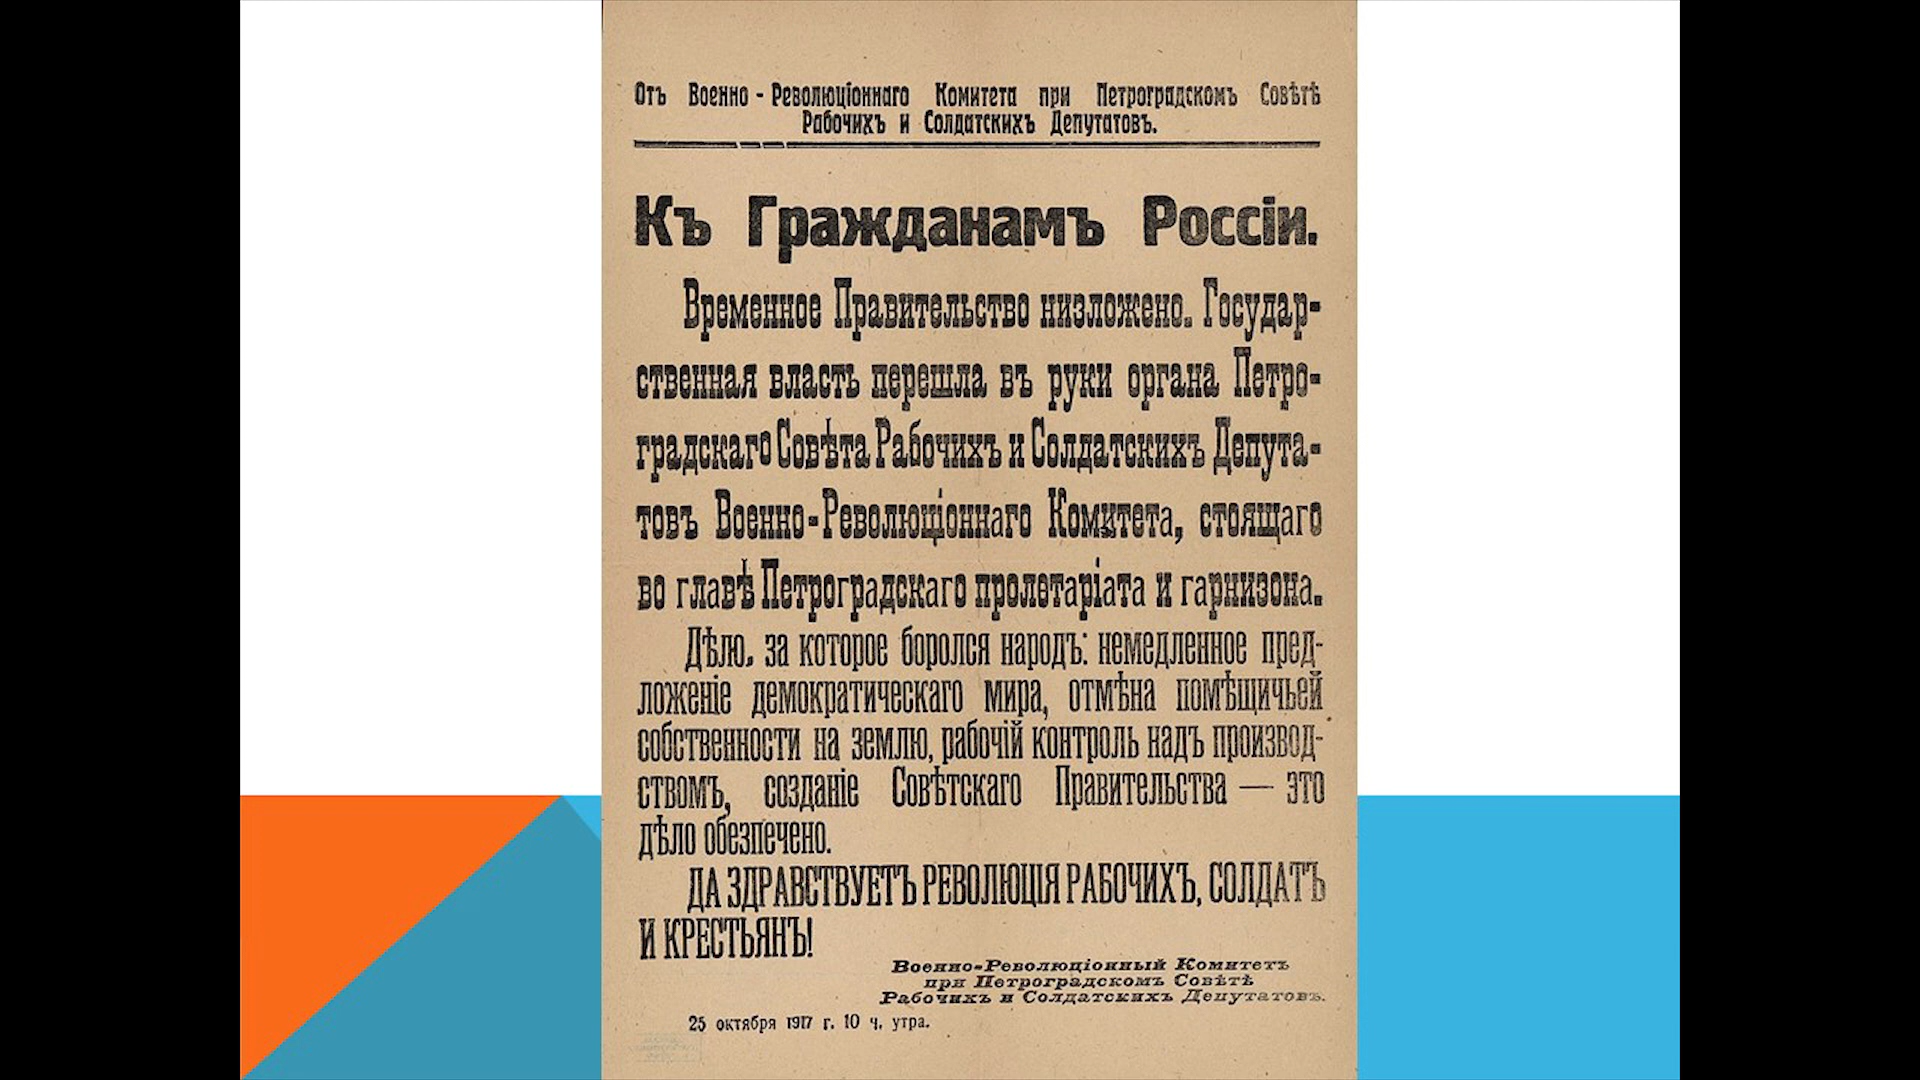 Отъ Военно-Революціоннаго Комитета при Петроградскомъ Совѣтѣ
Рабочихъ и Солдатскихъ Депутатовъ.
Къ Гражданамъ Россіи.
Временное Правительство низложено. Государ-
ственная власть перешла въ руки органа Петро-
градскаго Совѣта Рабочихъ и Солдатскихъ Депута-
товъ Военно-Революціоннаго Комитета, стоящаго
во главѣ Петроградскаго пролетаріата и гарнизона.
Дѣло, за которое боролся народъ: немедленное пред-
ложеніе демократическаго мира, отмѣна помѣщичьей
собственности на землю, рабочій контроль надъ производ-
ствомъ, созданіе Совѣтскаго Правительства — это
дѣло обезпечено.
ДА ЗДРАВСТВУЕТЪ РЕВОЛЮЦІЯ РАБОЧИХЪ, СОЛДАТЪ
И КРЕСТЬЯНЪ!
Военно-Революціонный Комитетъ
при Петроградскомъ Совѣтѣ
Рабочихъ и Солдатскихъ Депутатовъ.
25 октября 1917 г. 10 ч. утра.